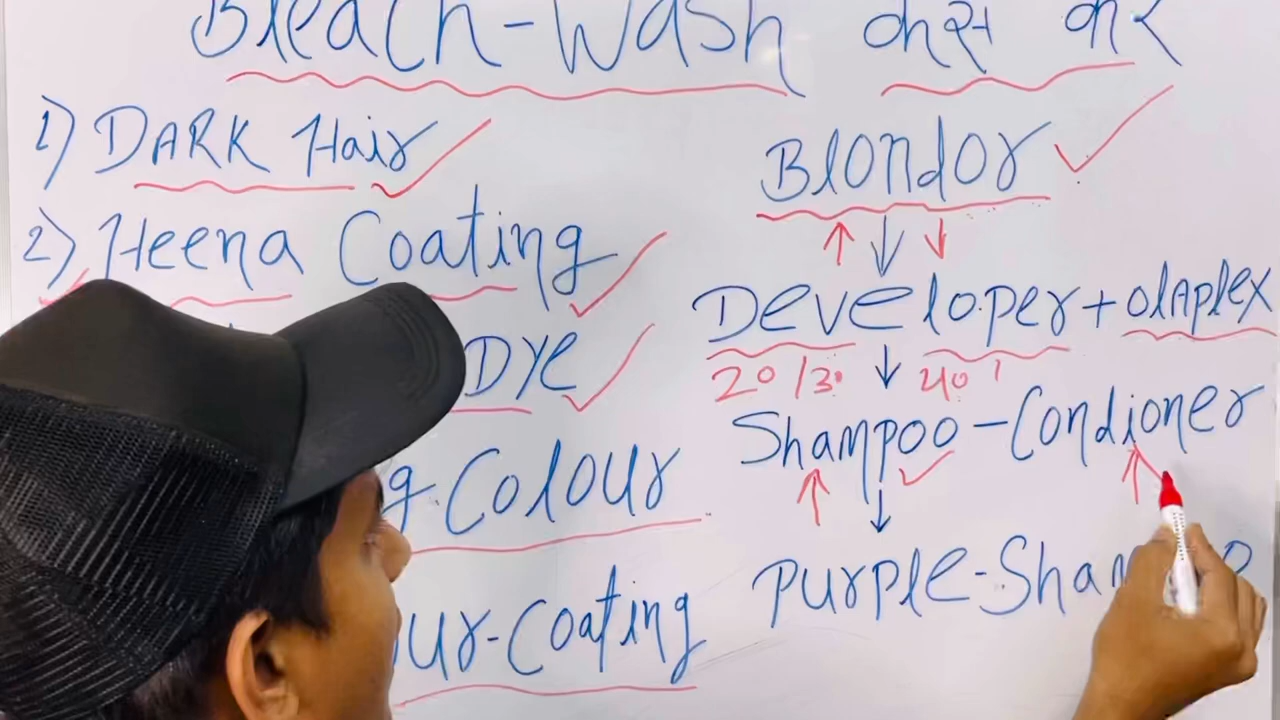 Bleach-Wash कैसे करें
1) DARK Hair
2) Heena Coating
DYE
g. Colour
ur-Coating
Blondor
Developer + OlAplex
20/30 40
Shampoo-Condioner
Purple-Sham